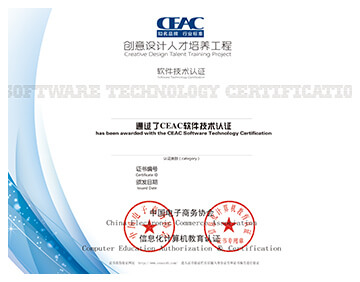 CEAC
知名品牌 行业标准
创意设计人才培养工程
Creative Design Talent Training Project
软件技术认证
Software Technology Certification
SOFTWARE TECHNOLOGY CERTIFICATION
通过了CEAC软件技术认证
has been awarded with the CEAC Software Technology Certification
认证类别 (category)
证书编号
Certificate ID
颁发日期
Issued Date
中国电子商务协会
China Electronic Commerce Association
信息化计算机教育认证
Computer Education Authorization & Certification